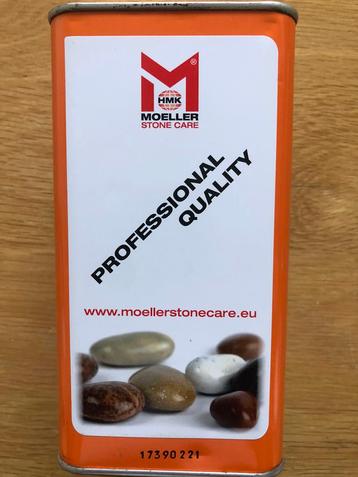 M®
HMK
MOELLER
STONE CARE
PROFESSIONAL
QUALITY
www.moellerstonecare.eu
17390221